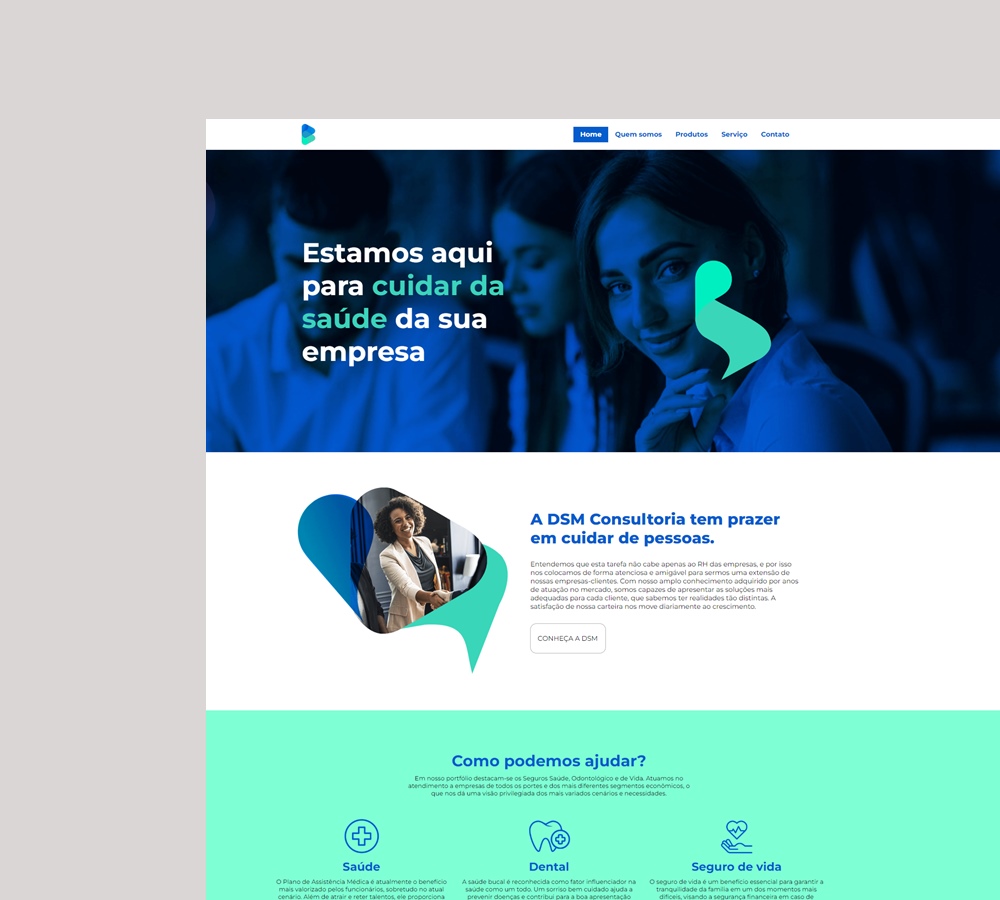 Home Quem somos Produtos Serviço Contato
Estamos aqui
para cuidar da
saúde da sua
empresa
A DSM Consultoria tem prazer
em cuidar de pessoas.
Entendemos que esta tarefa não cabe apenas ao RH das empresas, e por isso
nos colocamos de forma atenciosa e amigável para sermos uma extensão de
nossas empresas-clientes. Com nosso amplo conhecimento adquirido por anos
de atuação no mercado, somos capazes de apresentar as soluções mais
adequadas para cada cliente, que sabemos ter realidades tão distintas. A
satisfação de nossa carteira nos move diariamente ao crescimento.
CONHEÇA A DSM
Como podemos ajudar?
Em nosso portfólio destacam-se os Seguros Saúde, Odontológico e de Vida. Atuamos no
atendimento a empresas de todos os portes e dos mais diferentes segmentos econômicos, o
que nos dá uma visão privilegiada dos mais variados cenários e necessidades.
Saúde
O Plano de Assistência Médica é atualmente o benefício
mais valorizado pelos funcionários, sobretudo no atual
cenário. Além de atrair e reter talentos, ele proporciona
Dental
A saúde bucal é reconhecida como fator influenciador na
saúde como um todo. Um sorriso bem cuidado ajuda a
prevenir doenças e contribui para a boa apresentação
Seguro de vida
O seguro de vida é um benefício essencial para garantir a
tranquilidade da família em um dos momentos mais
difíceis, visando a segurança financeira em caso de